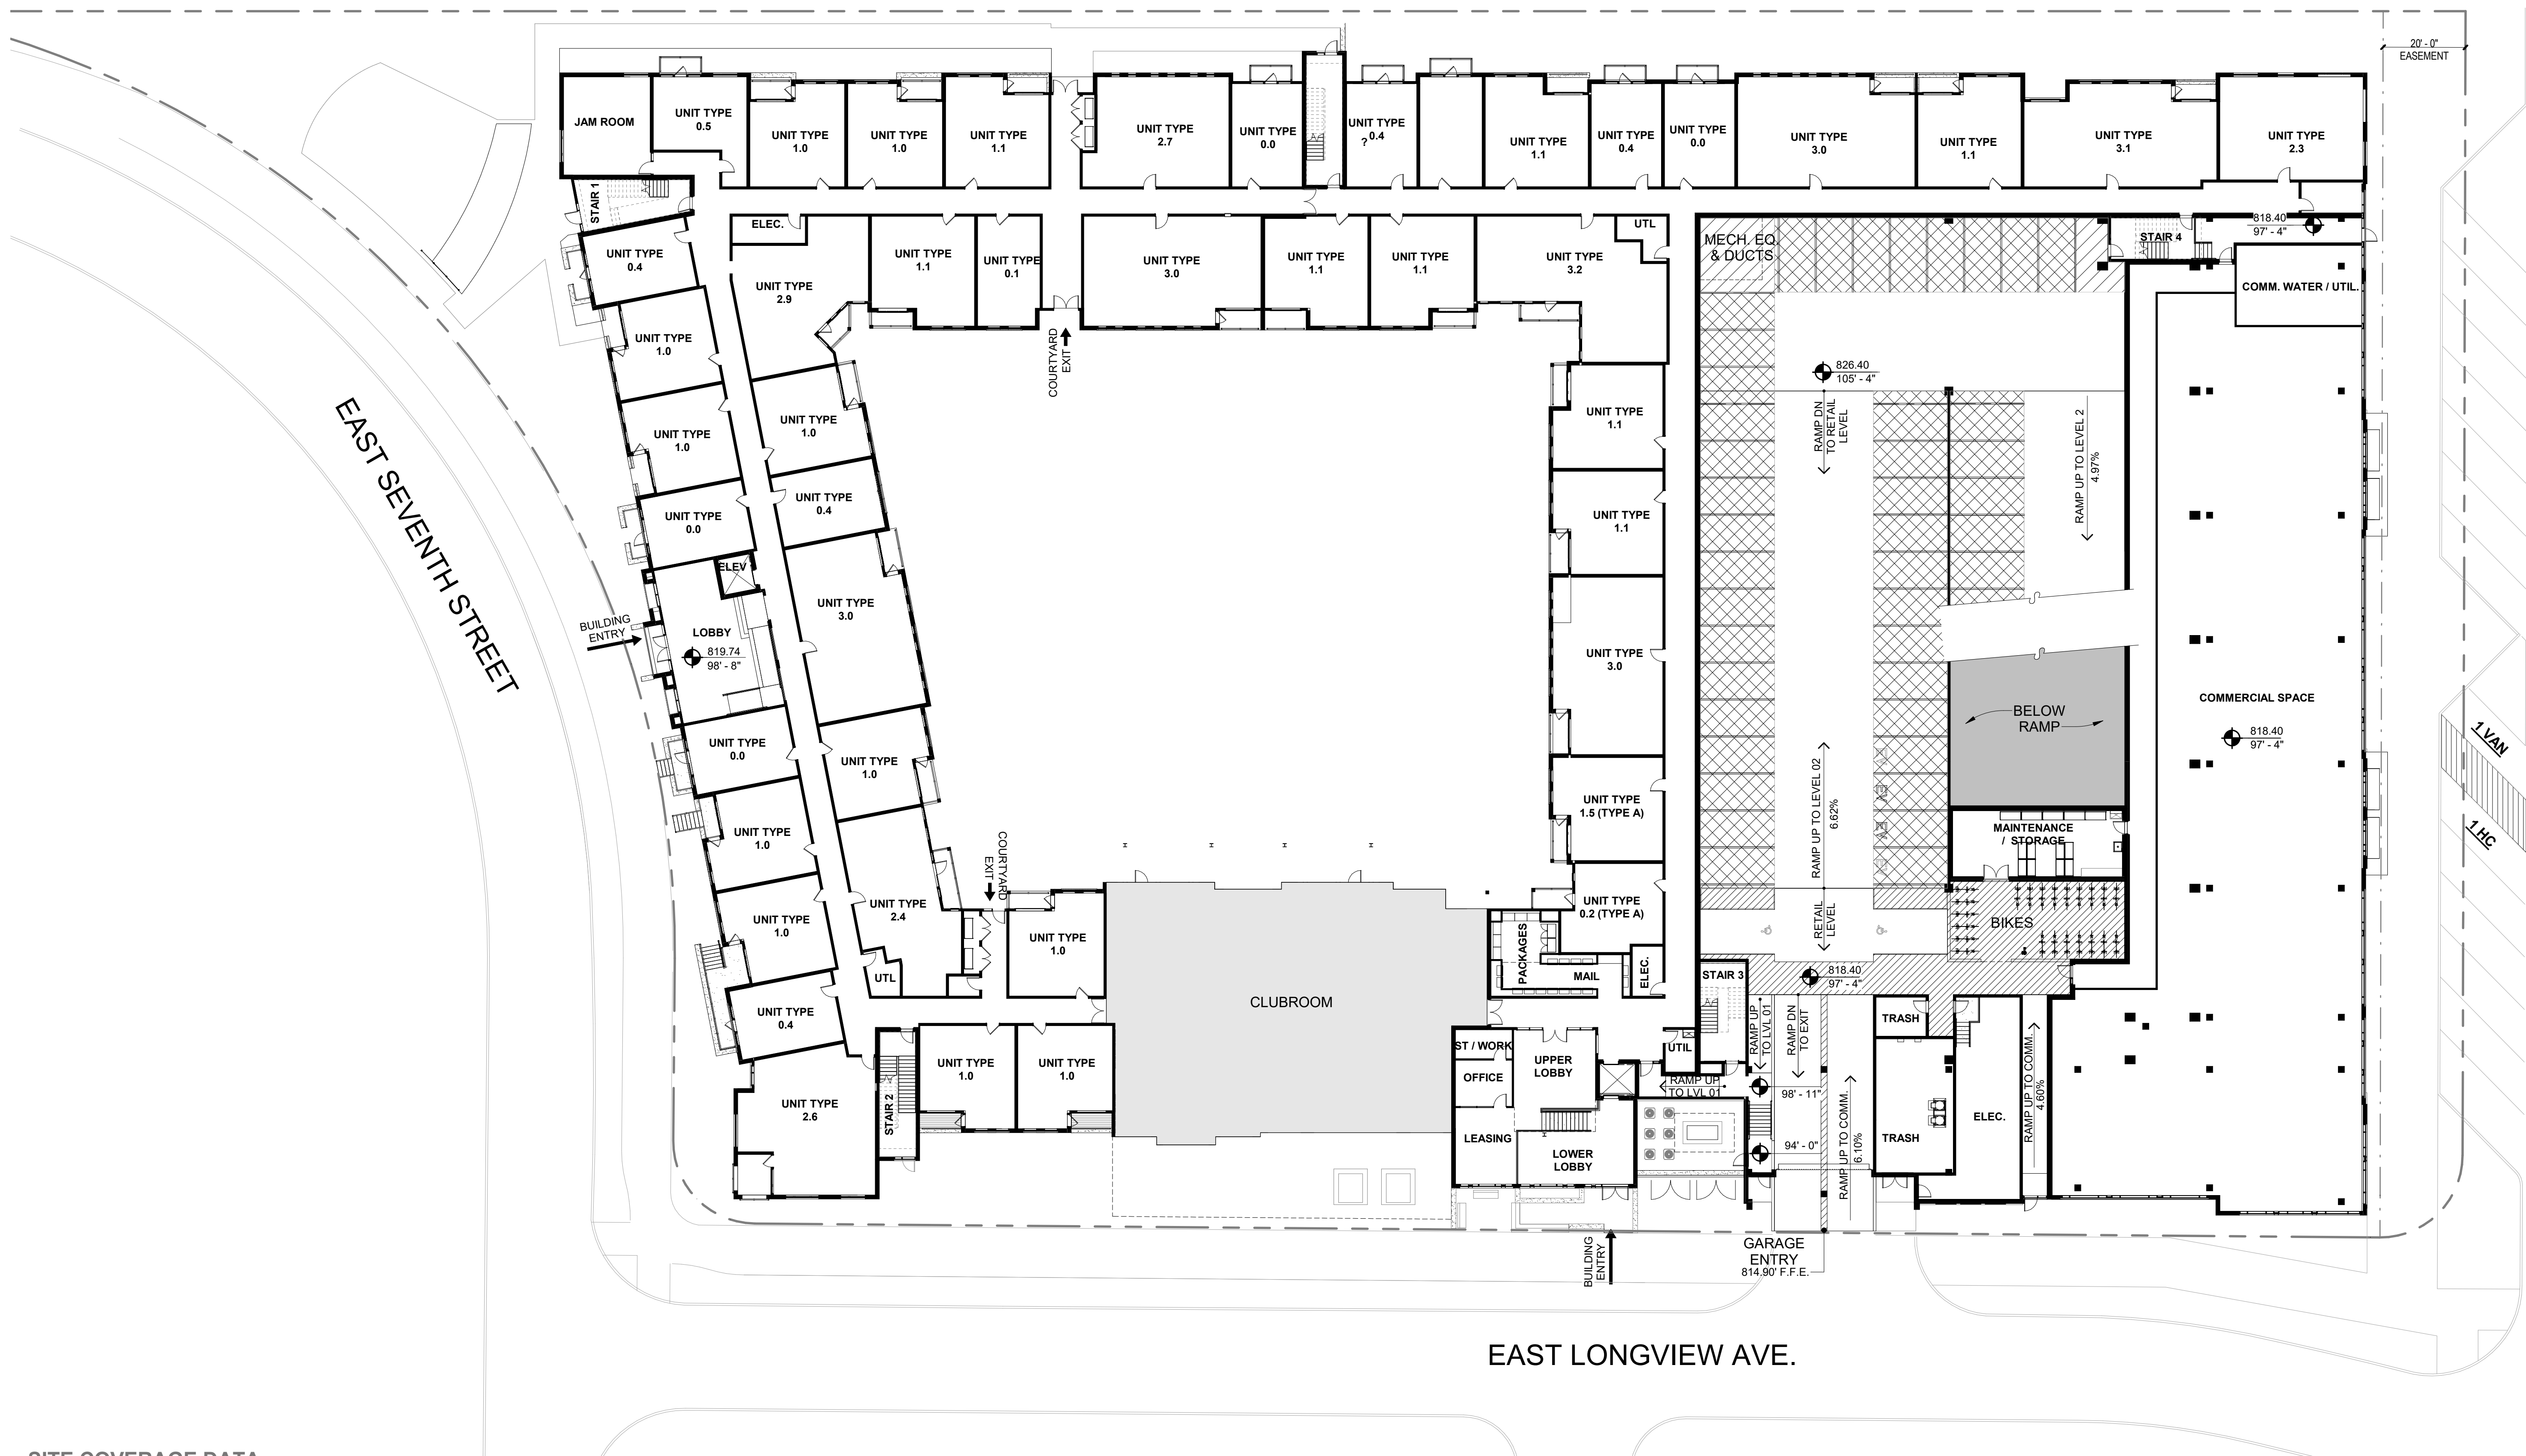 20' - 0"
EASEMENT
JAM ROOM
UNIT TYPE
0.5
UNIT TYPE
1.0
UNIT TYPE
1.0
UNIT TYPE
1.1
UNIT TYPE
2.7
UNIT TYPE
0.0
UNIT TYPE
0.4
?
UNIT TYPE
1.1
UNIT TYPE
0.4
UNIT TYPE
0.0
UNIT TYPE
3.0
UNIT TYPE
1.1
UNIT TYPE
3.1
UNIT TYPE
2.3
STAIR 1
ELEC.
UNIT TYPE
0.4
UNIT TYPE
2.9
UNIT TYPE
1.1
UNIT TYPE
0.1
UNIT TYPE
3.0
UNIT TYPE
1.1
UNIT TYPE
1.1
UNIT TYPE
3.2
UTL
MECH. EQ.
& DUCTS
STAIR 4
818.40
97' - 4"
COMM. WATER / UTIL.
COURTYARD
EXIT
UNIT TYPE
1.0
UNIT TYPE
1.0
UNIT TYPE
1.0
UNIT TYPE
0.4
UNIT TYPE
0.0
ELEV
UNIT TYPE
3.0
BUILDING
ENTRY
LOBBY
819.74
98' - 8"
EAST SEVENTH STREET
UNIT TYPE
0.0
UNIT TYPE
1.0
UNIT TYPE
1.0
UNIT TYPE
2.4
UNIT TYPE
1.0
UTL
UNIT TYPE
0.4
COURTYARD
EXIT
UNIT TYPE
1.0
UNIT TYPE
1.0
UNIT TYPE
1.0
UNIT TYPE
2.6
STAIR 2
CLUBROOM
UNIT TYPE
1.1
UNIT TYPE
1.1
UNIT TYPE
3.0
UNIT TYPE
1.5 (TYPE A)
UNIT TYPE
0.2 (TYPE A)
PACKAGES
MAIL
ELEC.
ST / WORK
OFFICE
LEASING
UPPER
LOBBY
LOWER
LOBBY
UTIL
STAIR 3
826.40
105' - 4"
RAMP DN
TO RETAIL
LEVEL
RAMP UP TO LEVEL 2
4.97%
RAMP UP TO LEVEL 02
6.62%
EV
EV
EV
BELOW
RAMP
MAINTENANCE
/ STORAGE
BIKES
RETAIL
LEVEL
818.40
97' - 4"
COMMERCIAL SPACE
818.40
97' - 4"
RAMP UP
TO LVL 01
RAMP DN
TO EXIT
RAMP UP
TO LVL 01
98' - 11"
94' - 0"
RAMP UP TO COMM.
6.10%
TRASH
TRASH
ELEC.
RAMP UP TO COMM.
4.60%
1 VAN
1 HC
BUILDING
ENTRY
GARAGE
ENTRY
814.90' F.F.E.
EAST LONGVIEW AVE.
SITE COVERAGE DATA